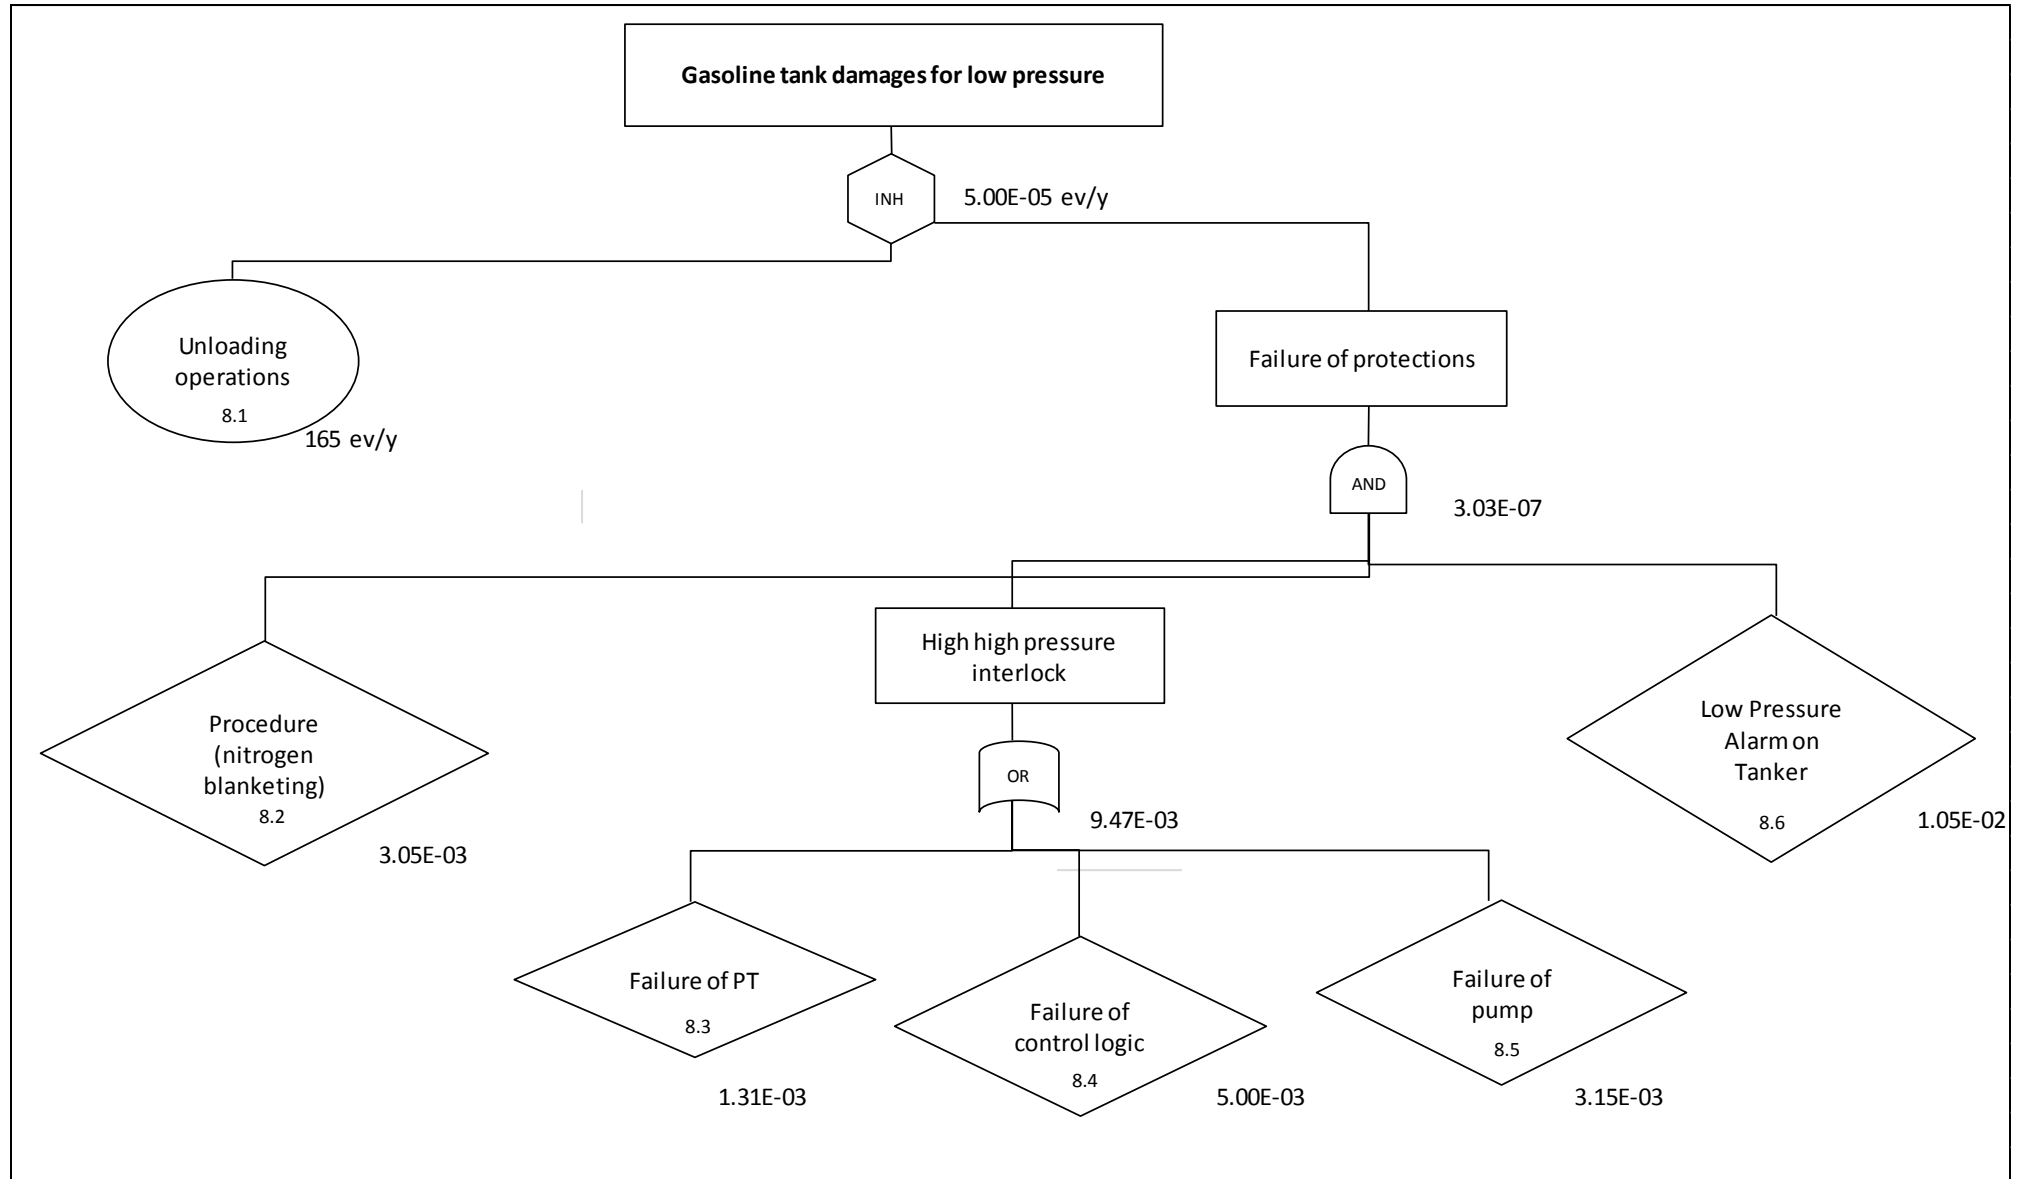 Gasoline tank damages for low pressure
INH
5.00E-05 ev/y
Unloading
operations
8.1
165 ev/y
Failure of protections
AND
3.03E-07
Procedure
(nitrogen
blanketing)
8.2
3.05E-03
High high pressure
interlock
OR
9.47E-03
Low Pressure
Alarm on
Tanker
8.6
1.05E-02
Failure of PT
8.3
1.31E-03
Failure of
control logic
8.4
5.00E-03
Failure of
pump
8.5
3.15E-03